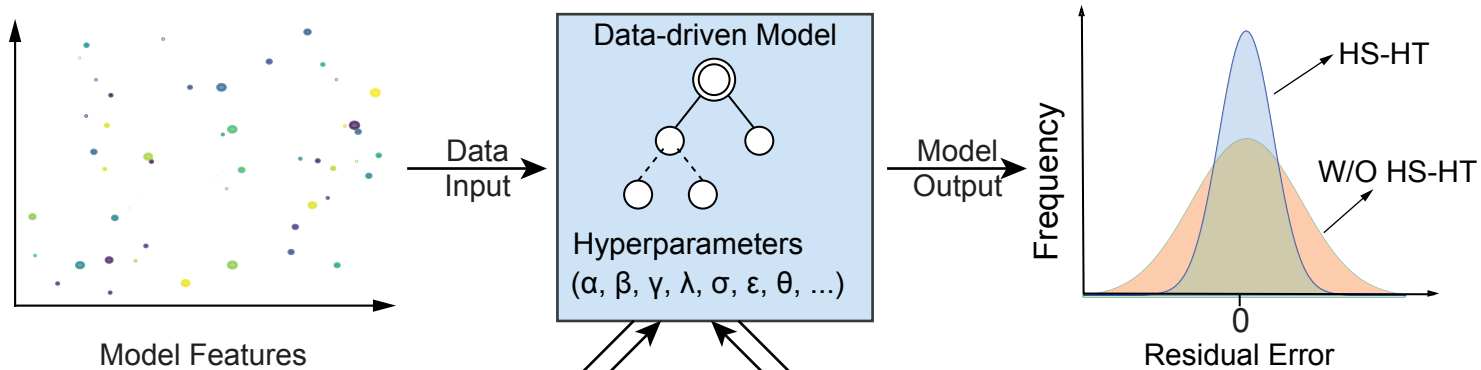 Model Features
Data
Input
Data-driven Model
Hyperparameters
(α, β, γ, λ, σ, ε, θ, ...)
Model
Output
Frequency
HS-HT
W/O HS-HT
0
Residual Error